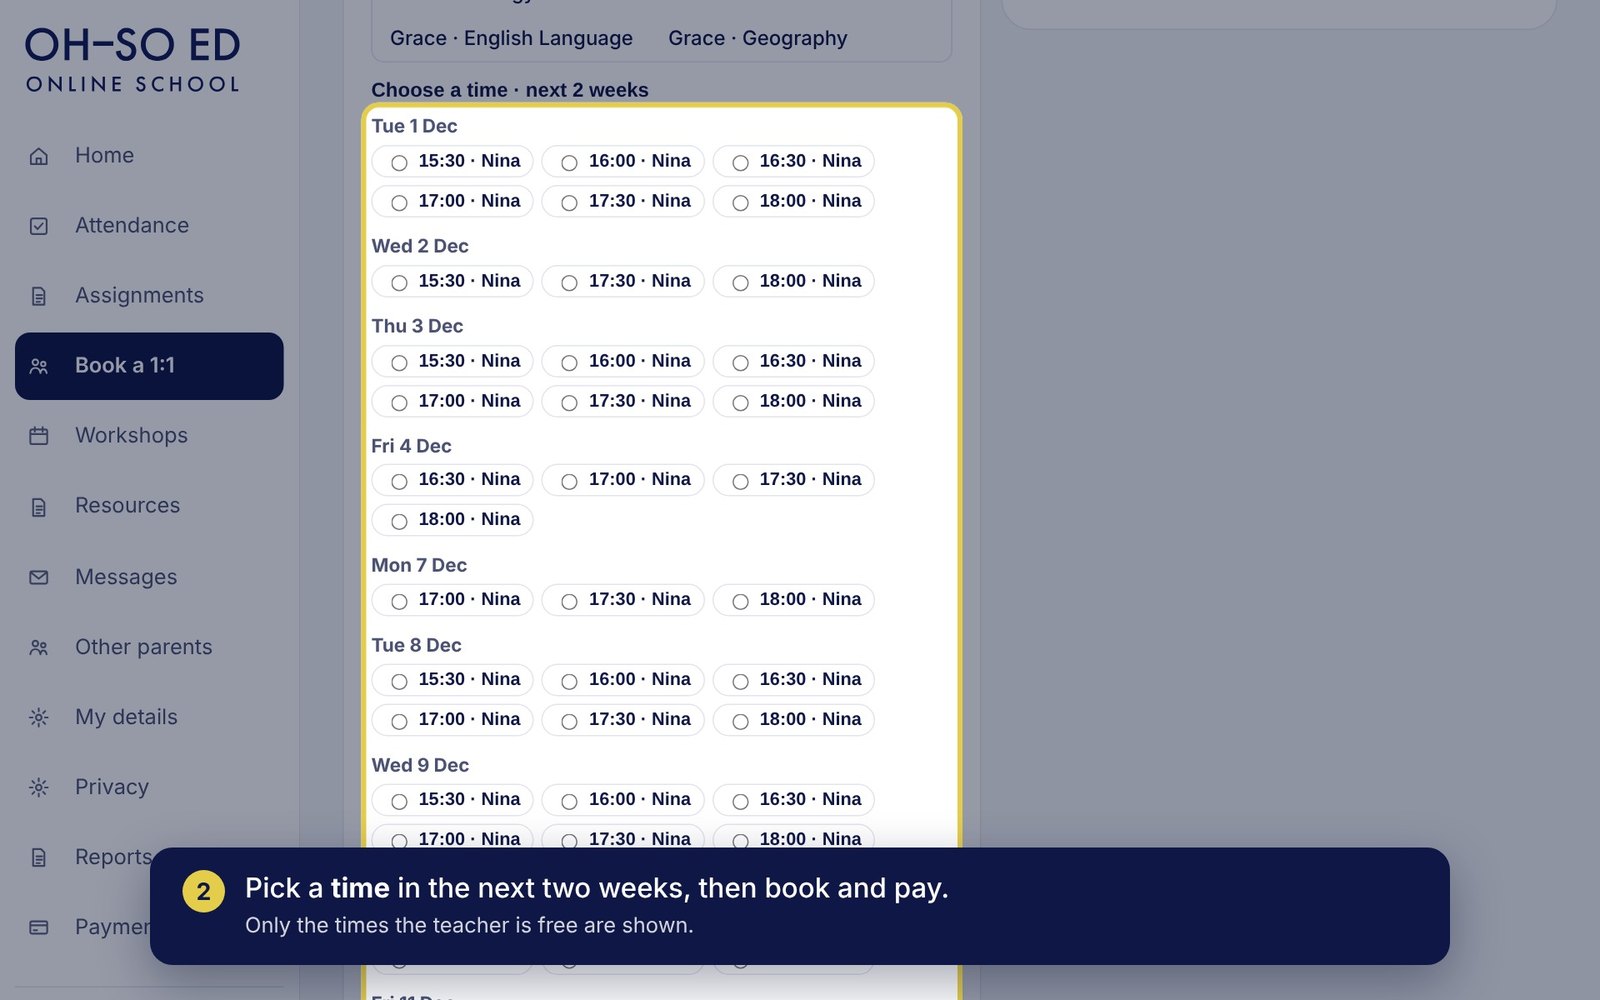 OH-SO ED
ONLINE SCHOOL
Home
Attendance
Assignments
Book a 1:1
Workshops
Resources
Messages
Other parents
My details
Privacy
Reports
Grace · English Language Grace · Geography
Choose a time · next 2 weeks
Tue 1 Dec
15:30 · Nina 16:00 · Nina 16:30 · Nina
17:00 · Nina 17:30 · Nina 18:00 · Nina
Wed 2 Dec
15:30 · Nina 17:30 · Nina 18:00 · Nina
Thu 3 Dec
15:30 · Nina 16:00 · Nina 16:30 · Nina
17:00 · Nina 17:30 · Nina 18:00 · Nina
Fri 4 Dec
16:30 · Nina 17:00 · Nina 17:30 · Nina
18:00 · Nina
Mon 7 Dec
17:00 · Nina 17:30 · Nina 18:00 · Nina
Tue 8 Dec
15:30 · Nina 16:00 · Nina 16:30 · Nina
17:00 · Nina 17:30 · Nina 18:00 · Nina
Wed 9 Dec
15:30 · Nina 16:00 · Nina 16:30 · Nina
17:00 · Nina 17:30 · Nina 18:00 · Nina
2 Pick a time in the next two weeks, then book and pay.
Only the times the teacher is free are shown.
Fri 11 Dec